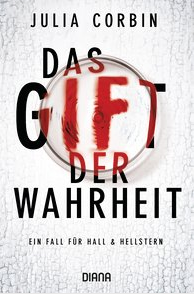 JULIA CORBIN
DAS
GIFT
DER
WAHRHEIT
EIN FALL FÜR HALL & HELLSTERN
DIANA